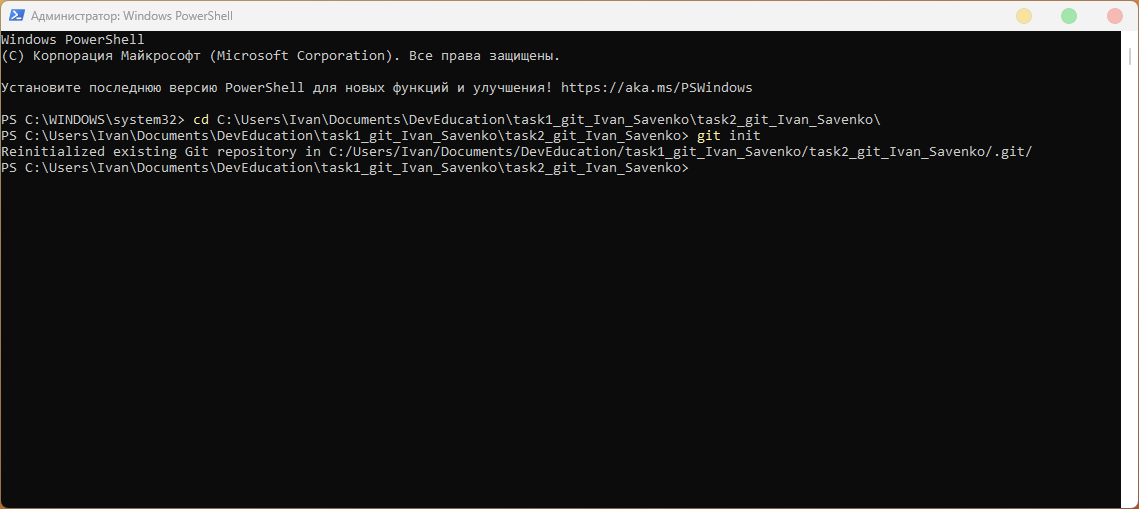 Администратор: Windows PowerShell
Windows PowerShell
(C) Корпорация Майкрософт (Microsoft Corporation). Все права защищены.
Установите последнюю версию PowerShell для новых функций и улучшения! https://aka.ms/PSWindows
PS C:\WINDOWS\system32> cd C:\Users\Ivan\Documents\DevEducation\task1_git_Ivan_Savenko\task2_git_Ivan_Savenko\
PS C:\Users\Ivan\Documents\DevEducation\task1_git_Ivan_Savenko\task2_git_Ivan_Savenko> git init
Reinitialized existing Git repository in C:/Users/Ivan/Documents/DevEducation/task1_git_Ivan_Savenko/task2_git_Ivan_Savenko/.git/
PS C:\Users\Ivan\Documents\DevEducation\task1_git_Ivan_Savenko\task2_git_Ivan_Savenko>